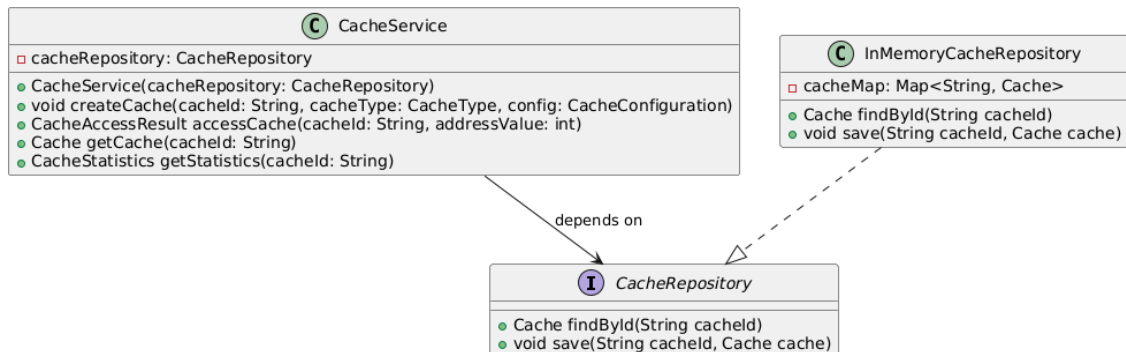 C CacheService
cacheRepository: CacheRepository
CacheService(cacheRepository: CacheRepository)
void createCache(cacheId: String, cacheType: CacheType, config: CacheConfiguration)
CacheAccessResult accessCache(cacheId: String, addressValue: int)
Cache getCache(cacheId: String)
CacheStatistics getStatistics(cacheId: String)
C InMemoryCacheRepository
cacheMap: Map<String, Cache>
Cache findById(String cacheId)
void save(String cacheId, Cache cache)
depends on
I CacheRepository
Cache findById(String cacheId)
void save(String cacheId, Cache cache)